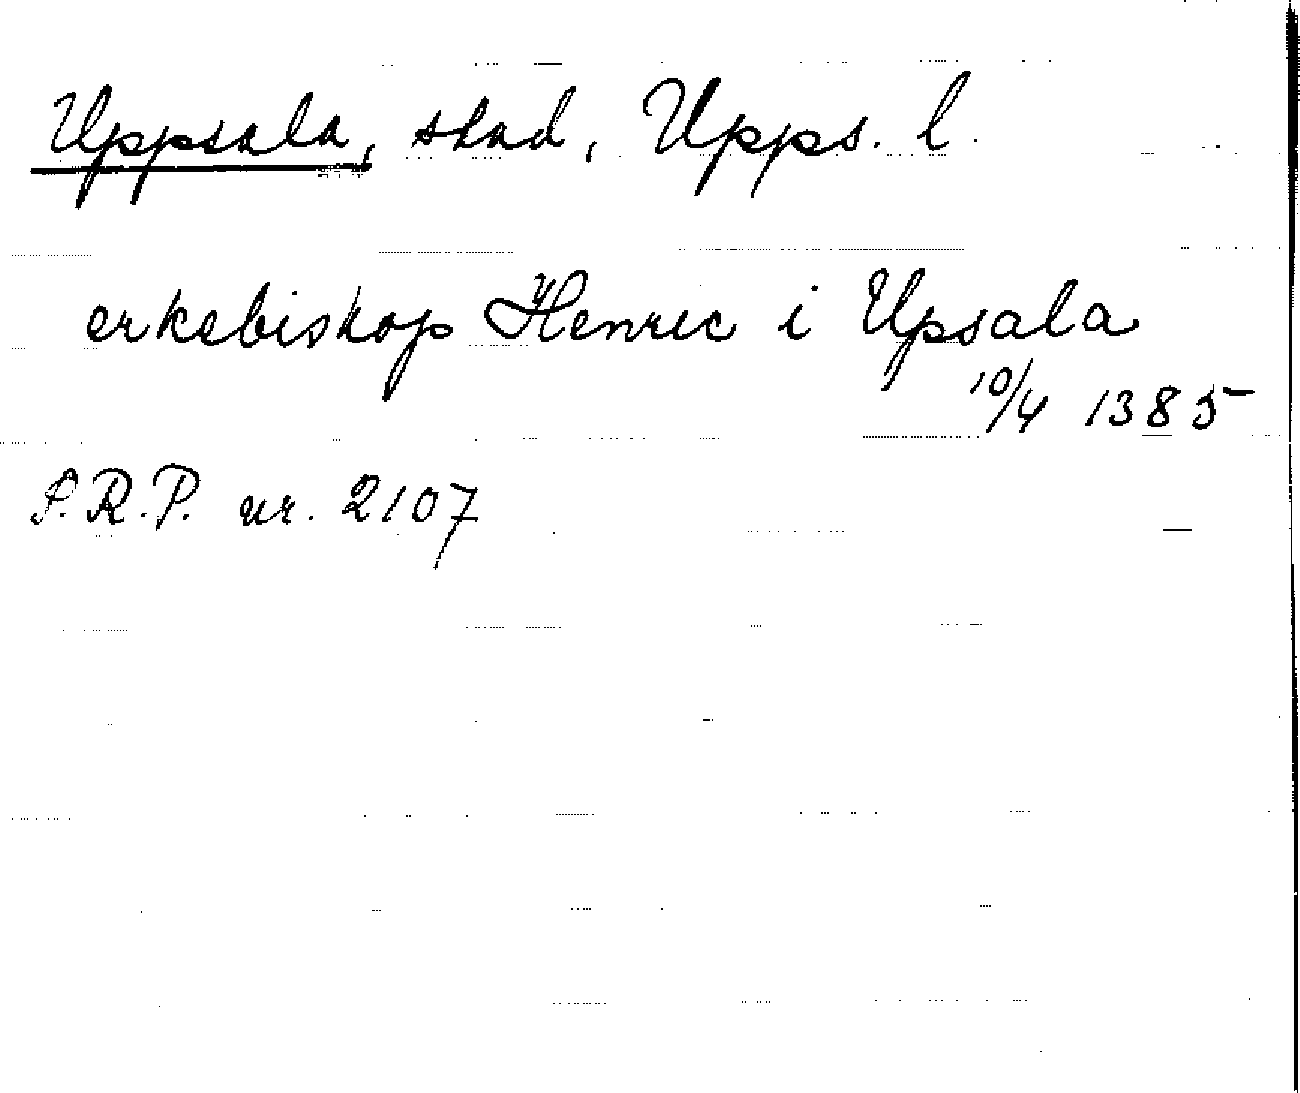 Uppsala, stad, Upps. l.
erkebiskop Henric i Upsala
10/4 1385
S.R.P. nr. 2107